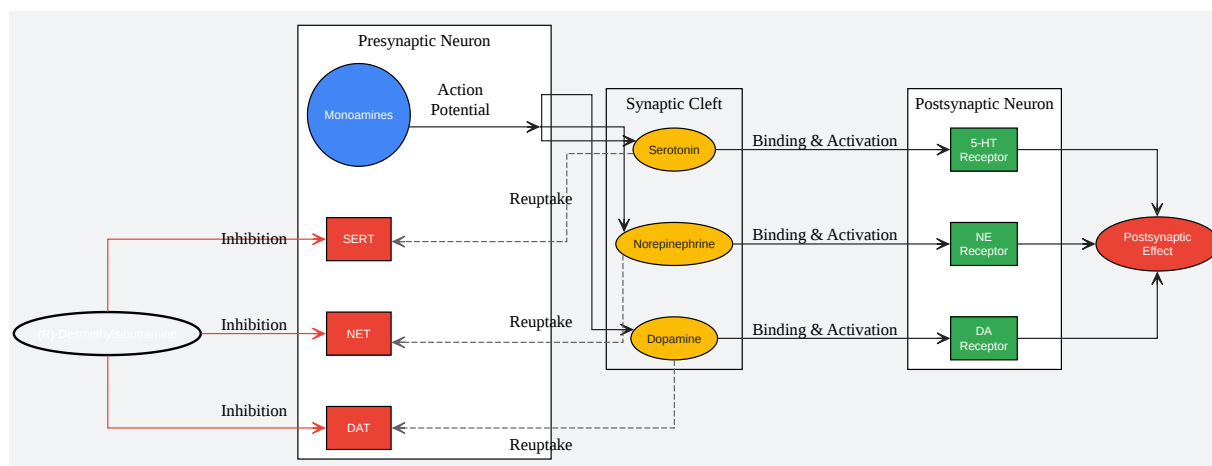 Presynaptic Neuron
Monoamines
Action
Potential
Synaptic Cleft
Postsynaptic Neuron
Serotonin
Binding & Activation
5-HT
Receptor
Reuptake
Inhibition
SERT
Norepinephrine
Binding & Activation
NE
Receptor
Postsynaptic
Effect
(R)-Desmethylsibutramine
Inhibition
NET
Reuptake
Dopamine
Binding & Activation
DA
Receptor
Inhibition
DAT
Reuptake